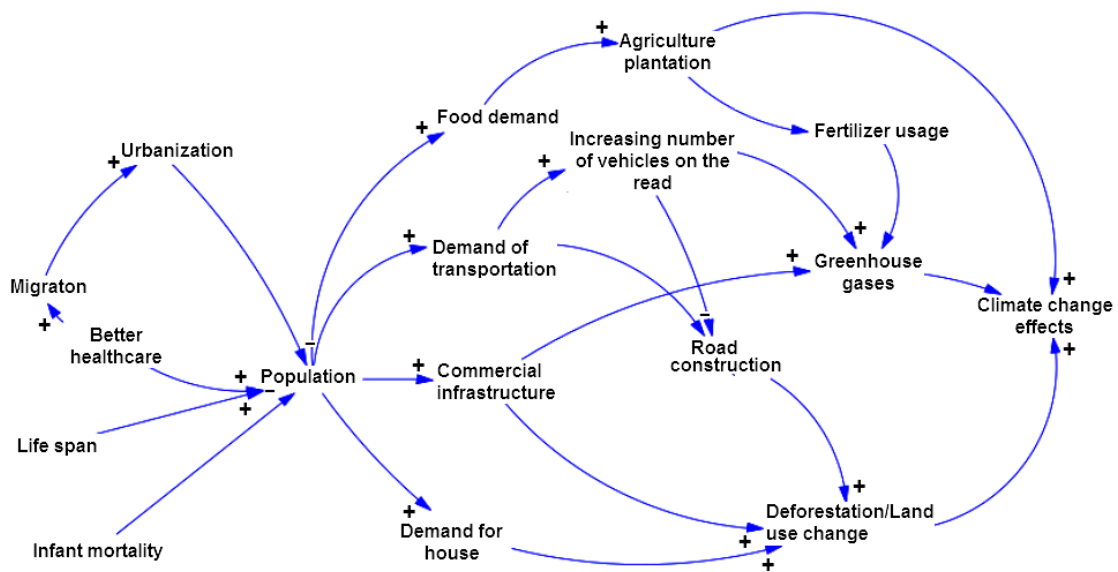 + Agriculture
plantation
+
+ Food demand
Fertilizer usage
Increasing number
of vehicles on the
read
+
+ Urbanization
+ Demand of
transportation
+
+ Greenhouse
gases
Migraton
+
+
Climate change
effects
+
Better
healthcare
–
Road
construction
–
Population
+
–
+
+ Commercial
infrastructure
Life span
+
Deforestation/Land
use change
+
+
+
Demand for
house
Infant mortality